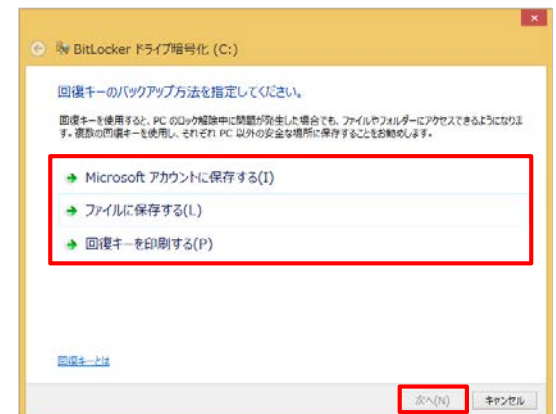 BitLocker ドライブ暗号化 (C:)
回復キーのバックアップ方法を指定してください。
回復キーを使用すると、PC のロック解除中に問題が発生した場合でも、ファイルやフォルダーにアクセスできるようになりま
す。複数の回復キーを使用し、それぞれ PC 以外の安全な場所に保存することをお勧めします。
Microsoft アカウントに保存する(I)
ファイルに保存する(L)
回復キーを印刷する(P)
回復キーとは
次へ(N) キャンセル